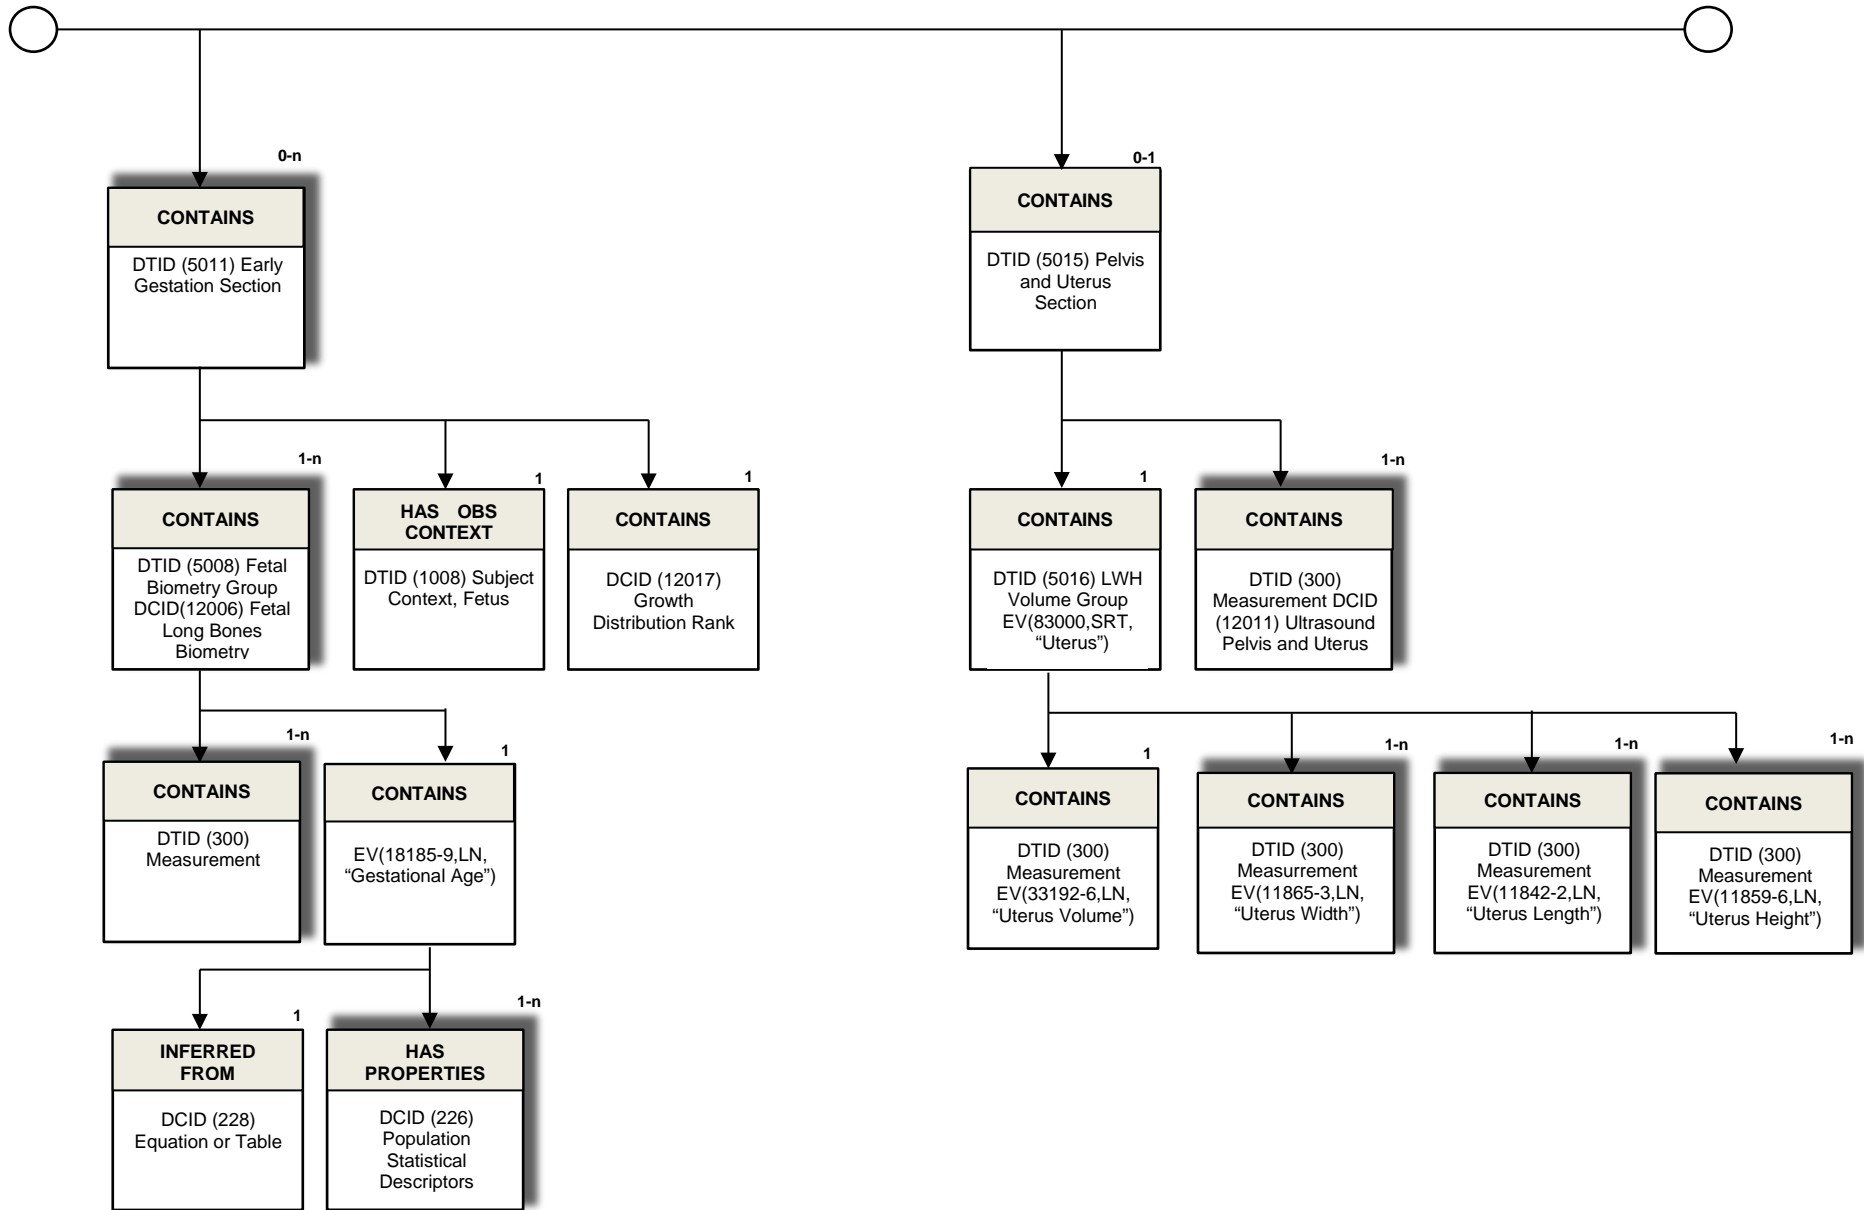 0-n
CONTAINS
DTID (5011) Early
Gestation Section
0-1
CONTAINS
DTID (5015) Pelvis
and Uterus
Section
1-n
CONTAINS
DTID (5008) Fetal
Biometry Group
DCID(12006) Fetal
Long Bones
Biometry
1
HAS OBS
CONTEXT
DTID (1008) Subject
Context, Fetus
1
CONTAINS
DCID (12017)
Growth
Distribution Rank
1
CONTAINS
DTID (5016) LWH
Volume Group
EV(83000,SRT,
“Uterus”)
1-n
CONTAINS
DTID (300)
Measurement DCID
(12011) Ultrasound
Pelvis and Uterus
1-n
CONTAINS
DTID (300)
Measurement
1
CONTAINS
EV(18185-9,LN,
“Gestational Age”)
1
CONTAINS
DTID (300)
Measurement
EV(33192-6,LN,
“Uterus Volume”)
1-n
CONTAINS
DTID (300)
Measurrement
EV(11865-3,LN,
“Uterus Width”)
1-n
CONTAINS
DTID (300)
Measurement
EV(11842-2,LN,
“Uterus Length”)
1-n
CONTAINS
DTID (300)
Measurement
EV(11859-6,LN,
“Uterus Height”)
1
INFERRED
FROM
DCID (228)
Equation or Table
1-n
HAS
PROPERTIES
DCID (226)
Population
Statistical
Descriptors